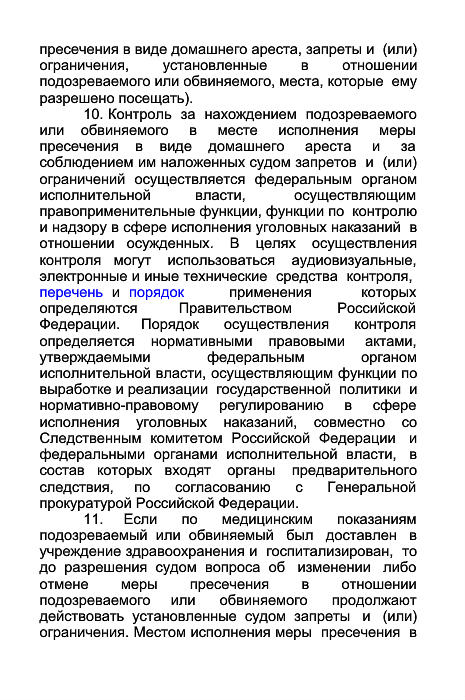 пресечения в виде домашнего ареста, запреты и (или)
ограничения, установленные в отношении
подозреваемого или обвиняемого, места, которые ему
разрешено посещать).
10. Контроль за нахождением подозреваемого
или обвиняемого в месте исполнения меры
пресечения в виде домашнего ареста и за
соблюдением им наложенных судом запретов и (или)
ограничений осуществляется федеральным органом
исполнительной власти, осуществляющим
правоприменительные функции, функции по контролю
и надзору в сфере исполнения уголовных наказаний в
отношении осужденных. В целях осуществления
контроля могут использоваться аудиовизуальные,
электронные и иные технические средства контроля,
перечень и порядок применения которых
определяются Правительством Российской
Федерации. Порядок осуществления контроля
определяется нормативными правовыми актами,
утверждаемыми федеральным органом
исполнительной власти, осуществляющим функции по
выработке и реализации государственной политики и
нормативно-правовому регулированию в сфере
исполнения уголовных наказаний, совместно со
Следственным комитетом Российской Федерации и
федеральными органами исполнительной власти, в
состав которых входят органы предварительного
следствия, по согласованию с Генеральной
прокуратурой Российской Федерации.
11. Если по медицинским показаниям
подозреваемый или обвиняемый был доставлен в
учреждение здравоохранения и госпитализирован, то
до разрешения судом вопроса об изменении либо
отмене меры пресечения в отношении
подозреваемого или обвиняемого продолжают
действовать установленные судом запреты и (или)
ограничения. Местом исполнения меры пресечения в